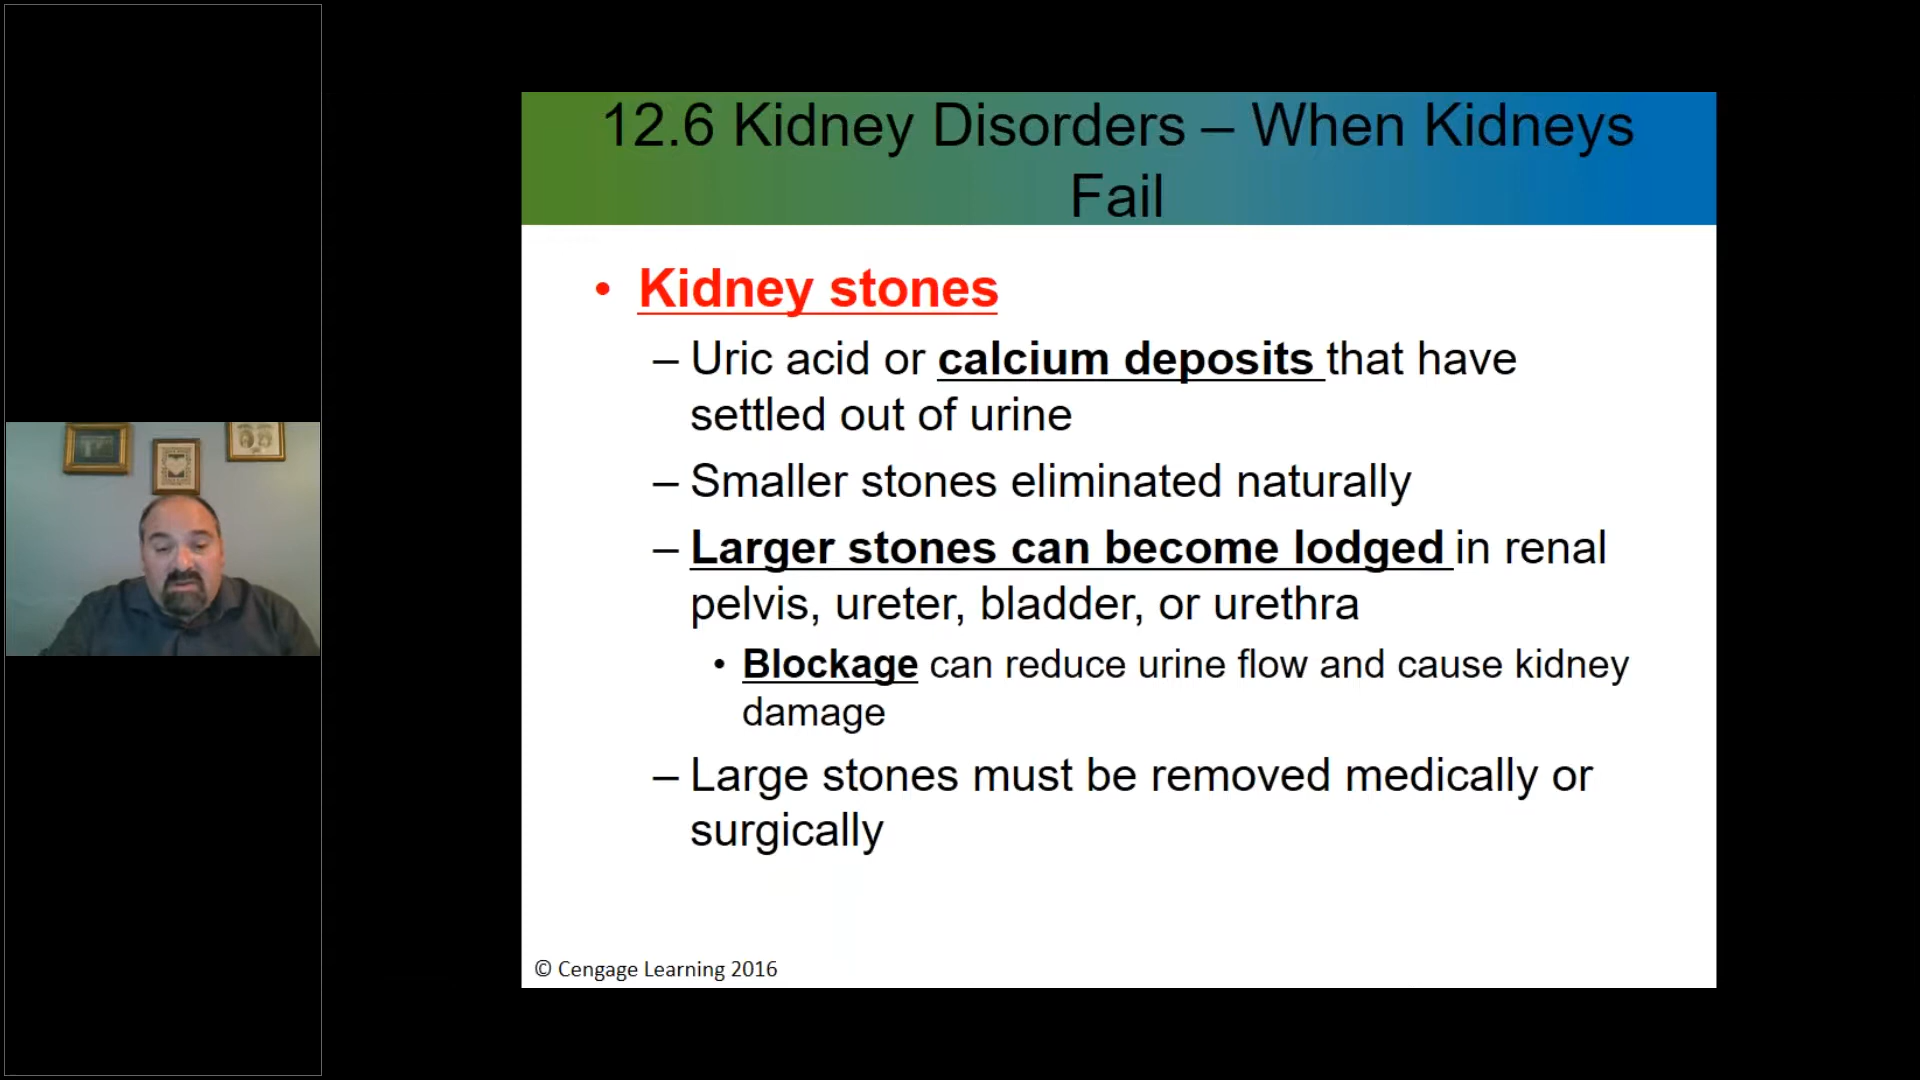 12.6 Kidney Disorders – When Kidneys
Fail
• Kidney stones
– Uric acid or calcium deposits that have
settled out of urine
– Smaller stones eliminated naturally
– Larger stones can become lodged in renal
pelvis, ureter, bladder, or urethra
• Blockage can reduce urine flow and cause kidney
damage
– Large stones must be removed medically or
surgically
© Cengage Learning 2016